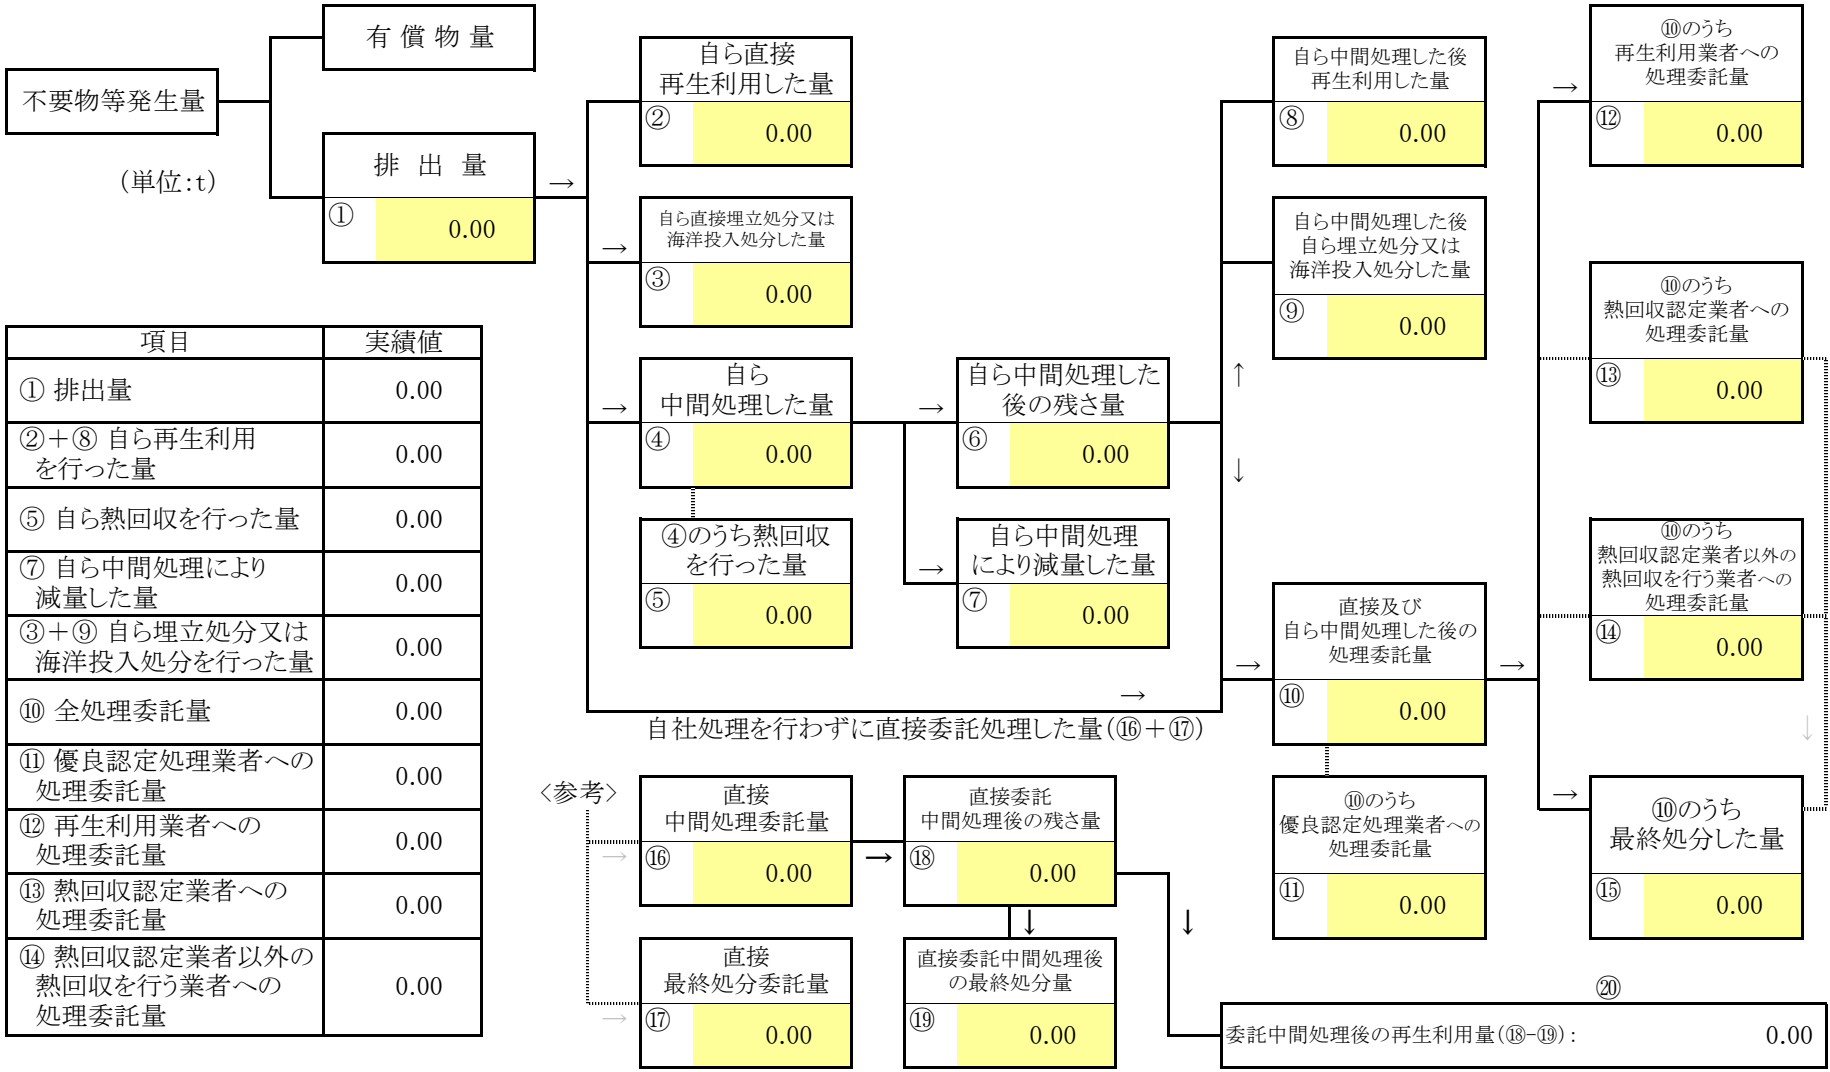 不要物等発生量
(単位:t)
有 償 物 量
排 出 量
→
① 0.00
自ら直接
再生利用した量
② 0.00
→
自ら直接埋立処分又は
海洋投入処分した量
③ 0.00
→
自ら
中間処理した量
④ 0.00
④のうち熱回収
を行った量
⑤ 0.00
→
自ら中間処理した
後の残さ量
⑥ 0.00
→
自ら中間処理
により減量した量
⑦ 0.00
→
自社処理を行わずに直接委託処理した量(⑯+⑰)
自ら中間処理した後
再生利用した量
⑧ 0.00
自ら中間処理した後
自ら埋立処分又は
海洋投入処分した量
⑨ 0.00
↑
↓
→
直接及び
自ら中間処理した後の
処理委託量
⑩ 0.00
→
⑩のうち
優良認定処理業者への
処理委託量
⑪ 0.00
→
⑩のうち
再生利用業者への
処理委託量
⑫ 0.00
⑩のうち
熱回収認定業者への
処理委託量
⑬ 0.00
⑩のうち
熱回収認定業者以外の
熱回収を行う業者への
処理委託量
⑭ 0.00
↓
→
⑩のうち
最終処分した量
⑮ 0.00
項目 実績値
① 排出量 0.00
②+⑧ 自ら再生利用
を行った量 0.00
⑤ 自ら熱回収を行った量 0.00
⑦ 自ら中間処理により
減量した量 0.00
③+⑨ 自ら埋立処分又は
海洋投入処分を行った量 0.00
⑩ 全処理委託量 0.00
⑪ 優良認定処理業者への
処理委託量 0.00
⑫ 再生利用業者への
処理委託量 0.00
⑬ 熱回収認定業者への
処理委託量 0.00
⑭ 熱回収認定業者以外の
熱回収を行う業者への
処理委託量 0.00
<参考>
→
直接
中間処理委託量
⑯ 0.00
→
直接
最終処分委託量
⑰ 0.00
→
直接委託
中間処理後の残さ量
⑱ 0.00
↓
直接委託中間処理後
の最終処分量
⑲ 0.00
↓
⑳
委託中間処理後の再生利用量(⑱-⑲): 0.00